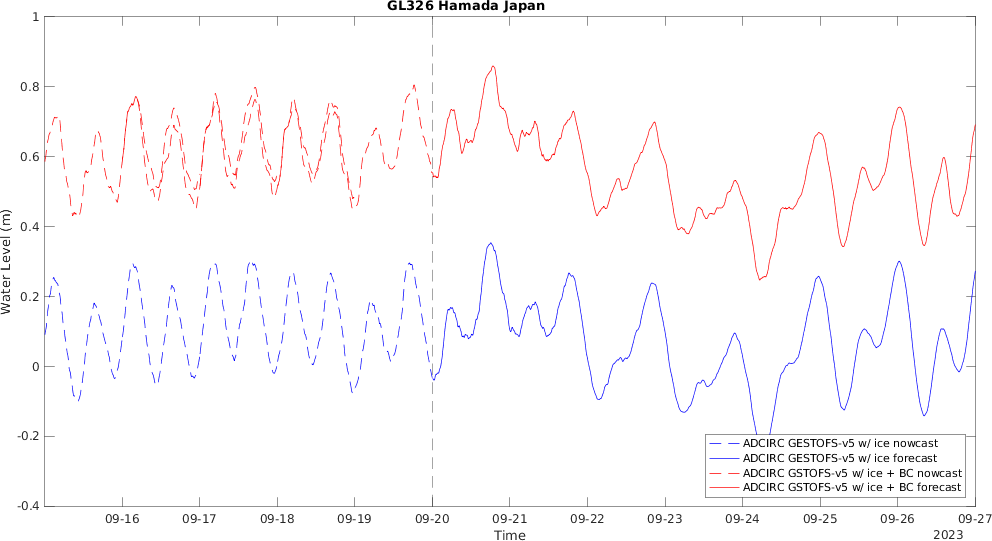 GL326 Hamada Japan
1
0.8
0.6
0.4
0.2
0
-0.2
-0.4
Water Level (m)
ADCIRC GESTOFS-v5 w/ ice nowcast
ADCIRC GESTOFS-v5 w/ ice forecast
ADCIRC GSTOFS-v5 w/ ice + BC nowcast
ADCIRC GSTOFS-v5 w/ ice + BC forecast
09-16 09-17 09-18 09-19 09-20 09-21 09-22 09-23 09-24 09-25 09-26 09-27
Time
2023